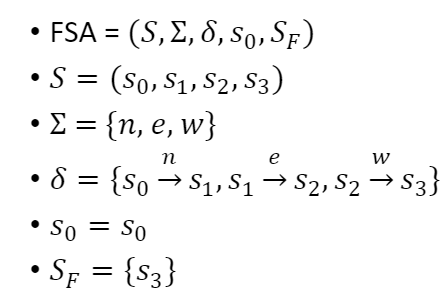 • FSA = (S, Σ, δ, s₀, S_F)
• S = (s₀, s₁, s₂, s₃)
• Σ = {n, e, w}
• δ = {s₀ →ⁿ s₁, s₁ →ᵉ s₂, s₂ →ʷ s₃}
• s₀ = s₀
• S_F = {s₃}